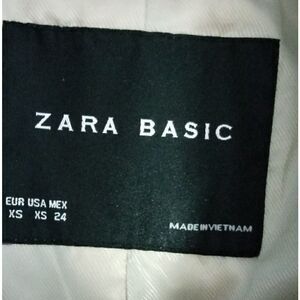 ZARA BASIC
EUR USA MEX
XS XS 24
MADE IN VIETNAM